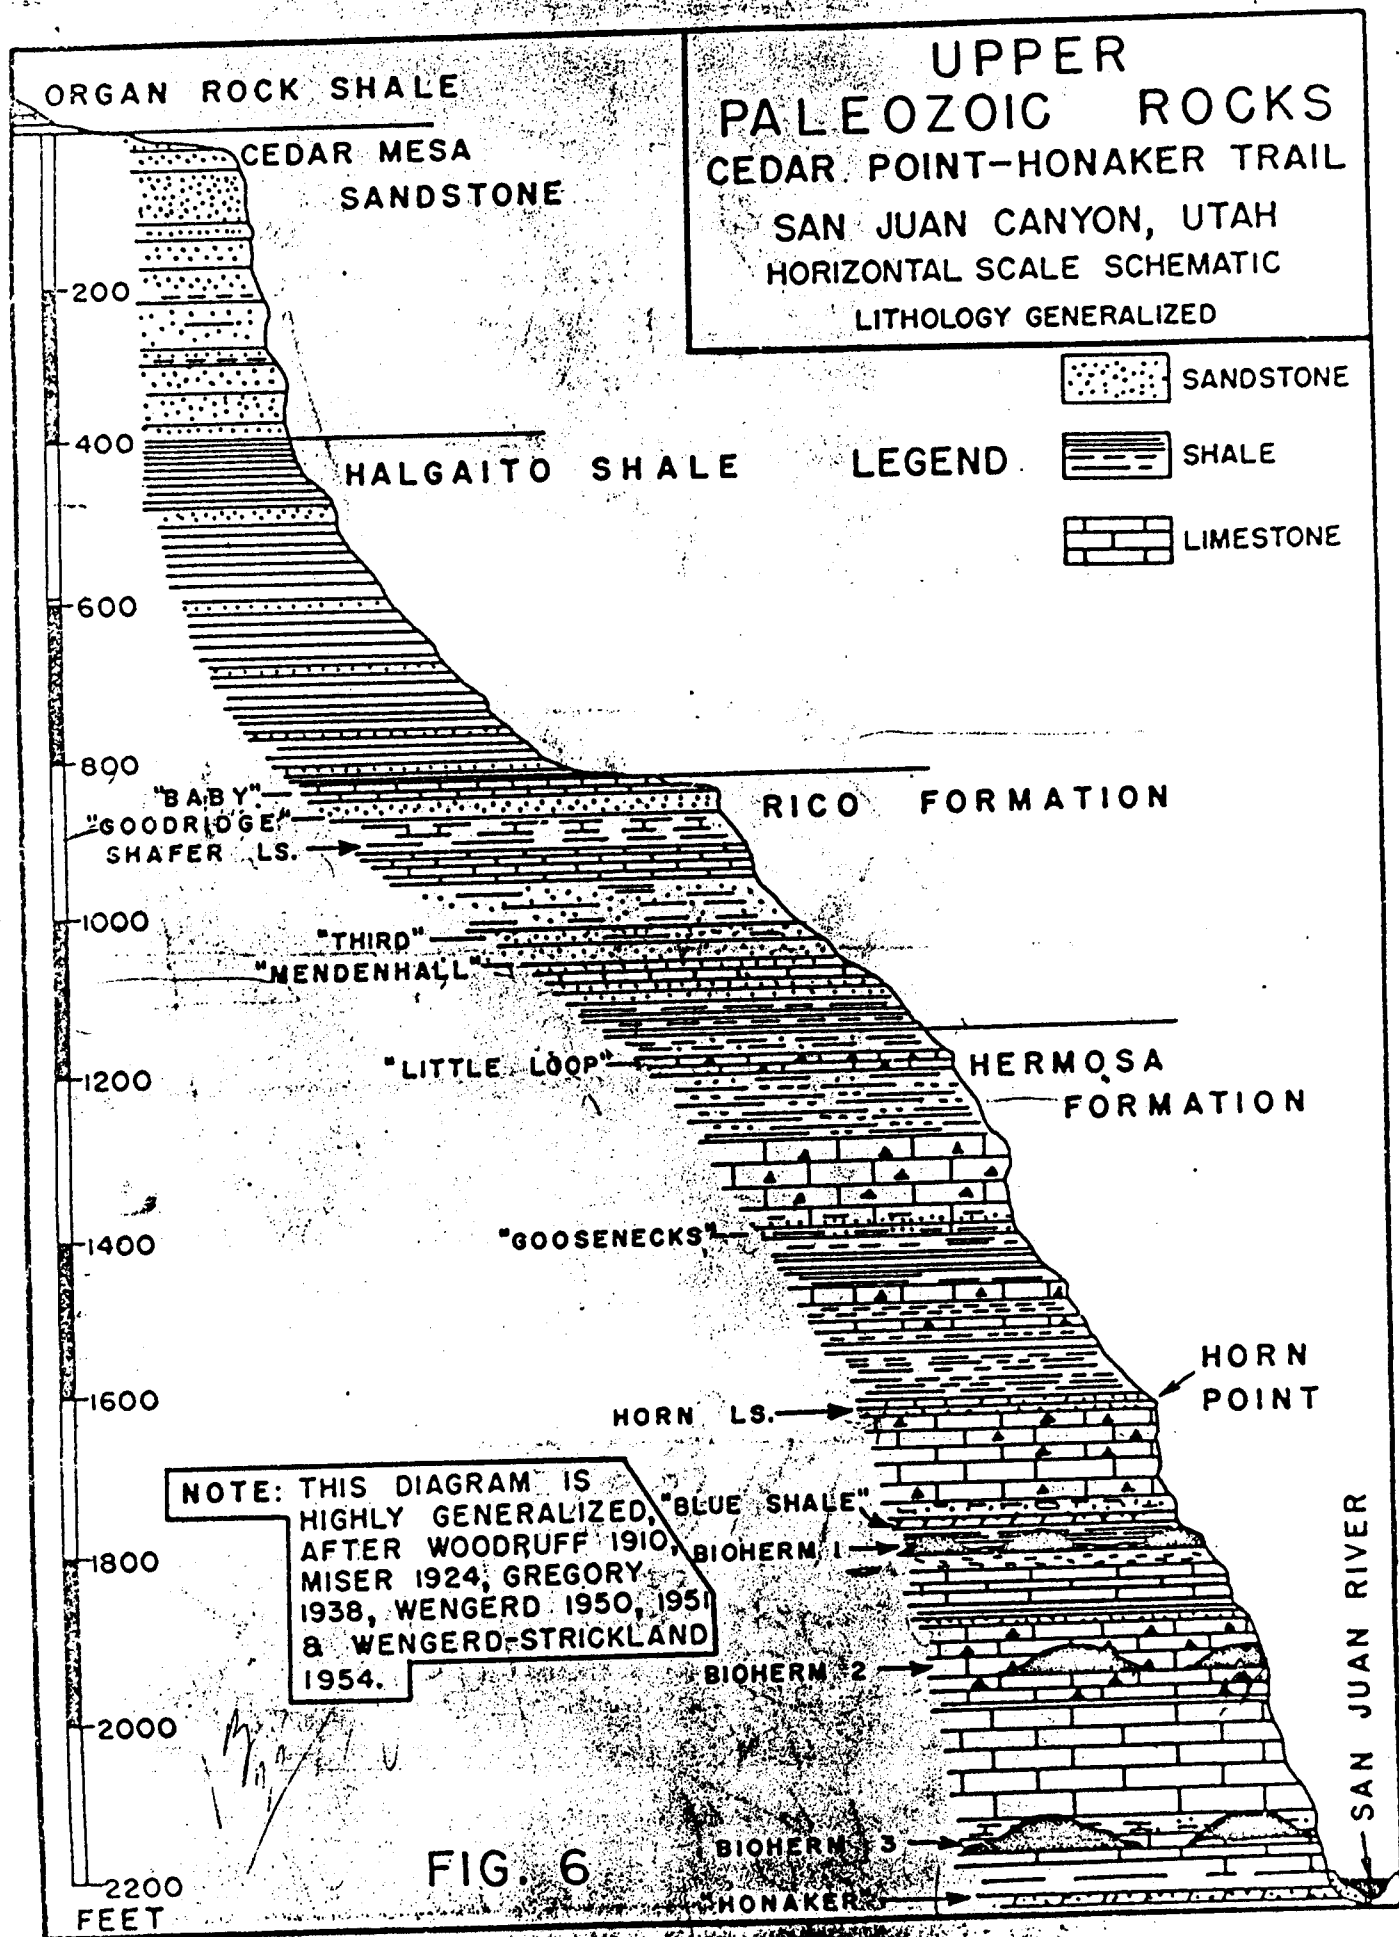 UPPER
PALEOZOIC ROCKS
CEDAR POINT-HONAKER TRAIL
SAN JUAN CANYON, UTAH
HORIZONTAL SCALE SCHEMATIC
LITHOLOGY GENERALIZED
ORGAN ROCK SHALE
CEDAR MESA
SANDSTONE
200
400
HALGAITO SHALE
LEGEND
SANDSTONE
SHALE
LIMESTONE
600
800
"BABY"
"GOODRIDGE"
SHAFER LS.
RICO FORMATION
1000
"THIRD"
"MENDENHALL"
"LITTLE LOOP"
1200
HERMOSA
FORMATION
"GOOSENECKS"
1400
HORN
POINT
1600
HORN LS.
NOTE: THIS DIAGRAM IS
HIGHLY GENERALIZED,
AFTER WOODRUFF 1910,
MISER 1924, GREGORY
1938, WENGERD 1950, 1951
& WENGERD-STRICKLAND
1954.
"BLUE SHALE"
BIOHERM 1
1800
BIOHERM 2
2000
BIOHERM 3
"HONAKER"
2200
FEET
FIG. 6
SAN JUAN RIVER